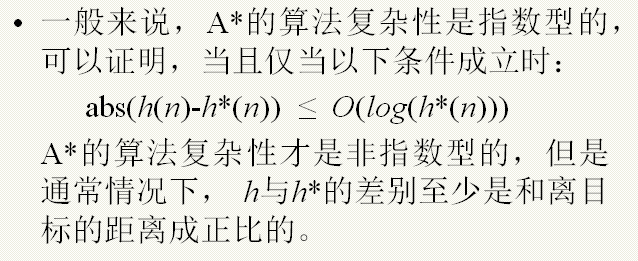 • 一般来说，A*的算法复杂性是指数型的，
可以证明，当且仅当以下条件成立时：
abs(h(n)-h*(n)) ≤ O(log(h*(n)))
A*的算法复杂性才是非指数型的，但是
通常情况下， h与h*的差别至少是和离目
标的距离成正比的。